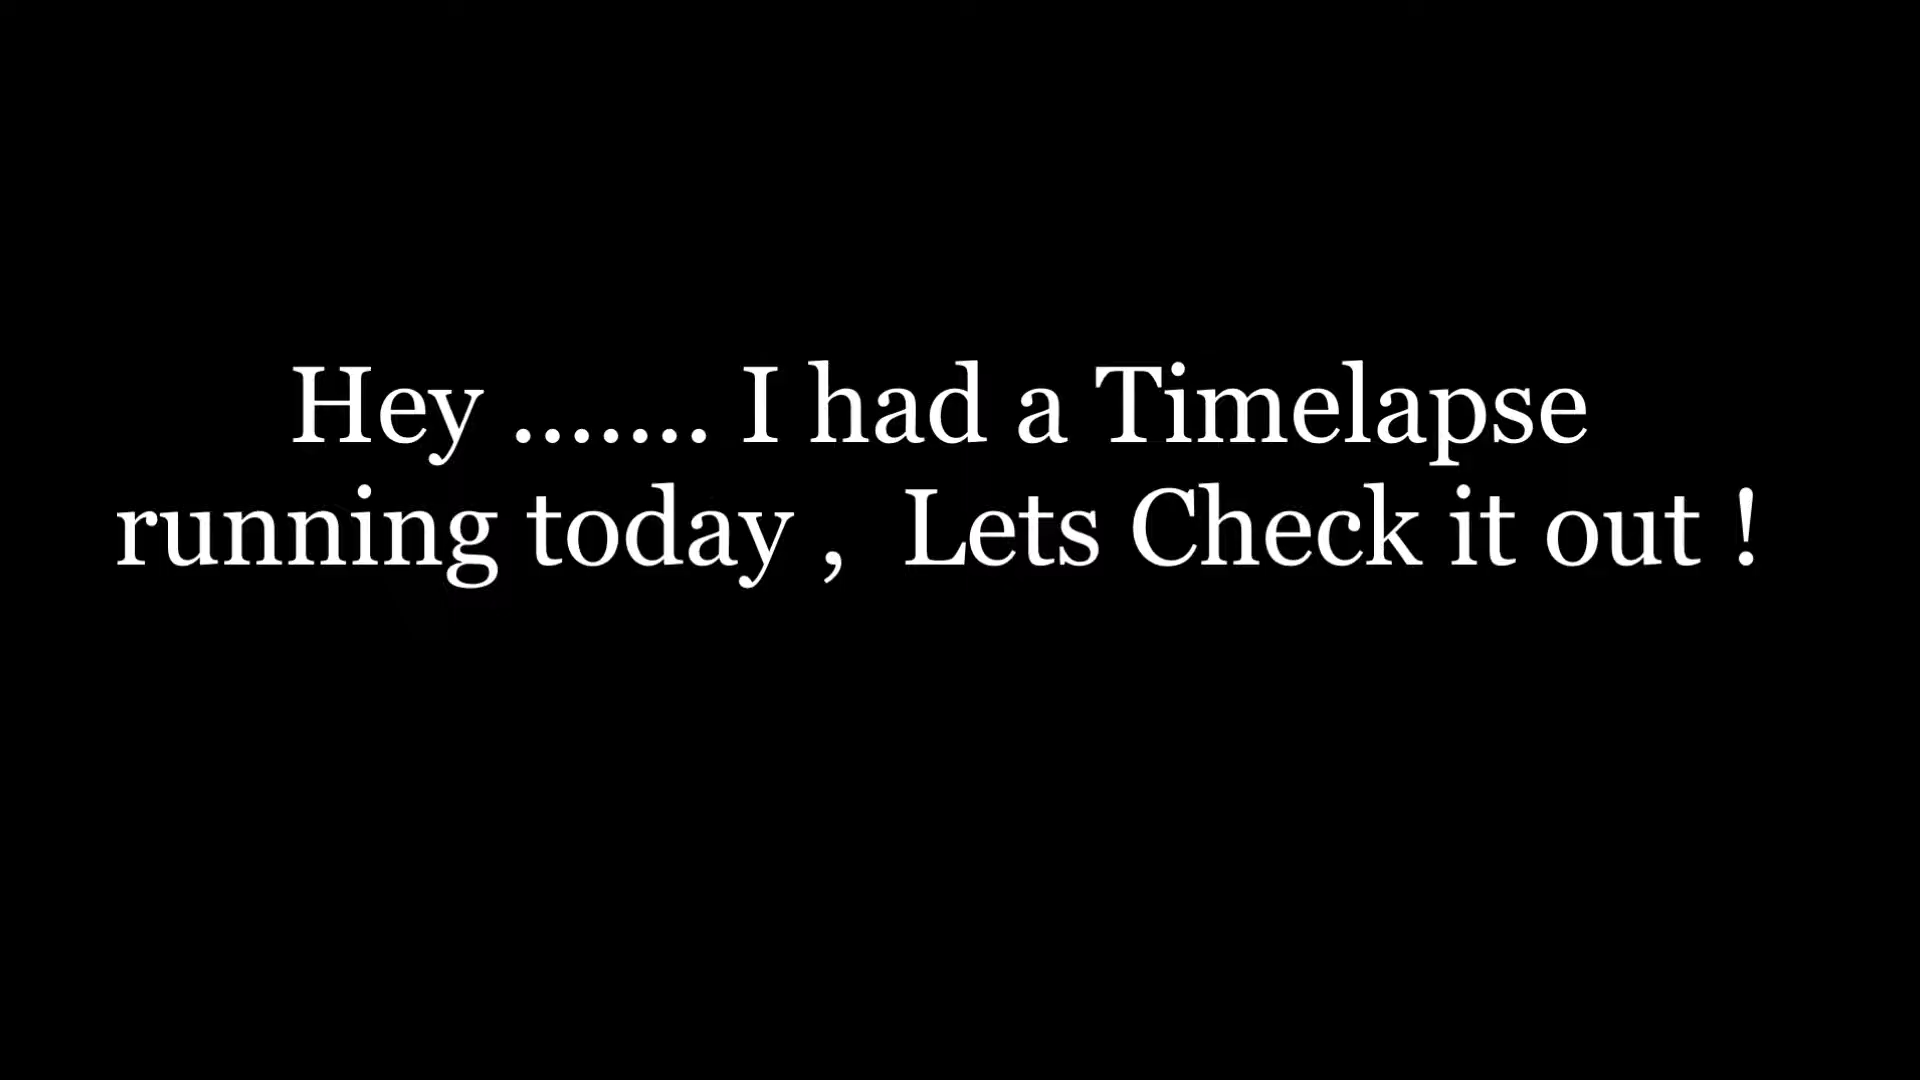 Hey ....... I had a Timelapse
running today ,  Lets Check it out !